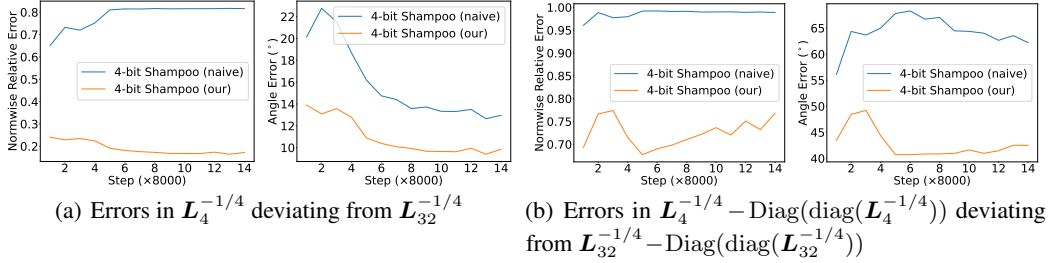 Normwise Relative Error
0.8
0.7
0.6
0.5
0.4
0.3
0.2
4-bit Shampoo (naive)
4-bit Shampoo (our)
2 4 6 8 10 12 14
Step (×8000)
Angle Error (°)
22
20
18
16
14
12
10
4-bit Shampoo (naive)
4-bit Shampoo (our)
2 4 6 8 10 12 14
Step (×8000)
(a) Errors in L₄^{−1/4} deviating from L₃₂^{−1/4}
Normwise Relative Error
1.00
0.95
0.90
0.85
0.80
0.75
0.70
4-bit Shampoo (naive)
4-bit Shampoo (our)
2 4 6 8 10 12 14
Step (×8000)
Angle Error (°)
65
60
55
50
45
40
4-bit Shampoo (naive)
4-bit Shampoo (our)
2 4 6 8 10 12 14
Step (×8000)
(b) Errors in L₄^{−1/4} − Diag(diag(L₄^{−1/4})) deviating
from L₃₂^{−1/4} − Diag(diag(L₃₂^{−1/4}))